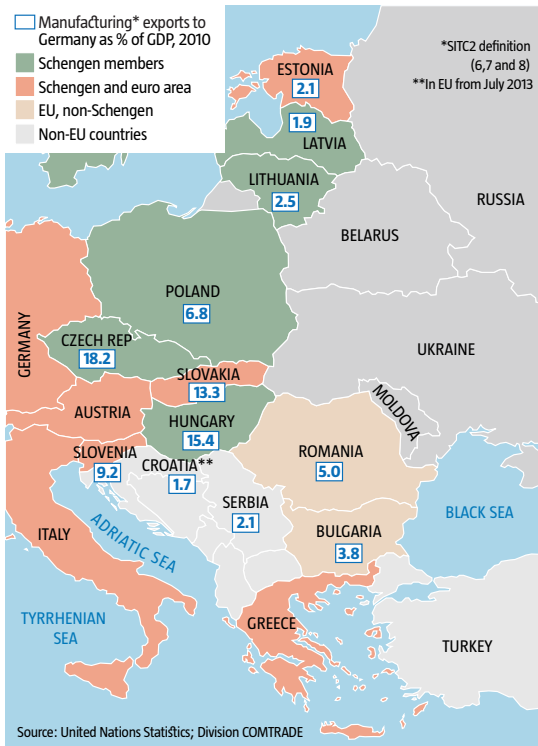 Manufacturing* exports to
Germany as % of GDP, 2010
Schengen members
Schengen and euro area
EU, non-Schengen
Non-EU countries
*SITC2 definition
(6,7 and 8)
**In EU from July 2013
ESTONIA
2.1
1.9
LATVIA
LITHUANIA
2.5
RUSSIA
BELARUS
POLAND
6.8
GERMANY
CZECH REP
18.2
UKRAINE
SLOVAKIA
13.3
MOLDOVA
AUSTRIA
HUNGARY
15.4
SLOVENIA
9.2
CROATIA**
1.7
ROMANIA
5.0
SERBIA
2.1
BLACK SEA
ITALY
ADRIATIC SEA
BULGARIA
3.8
TYRRHENIAN
SEA
GREECE
TURKEY
Source: United Nations Statistics; Division COMTRADE